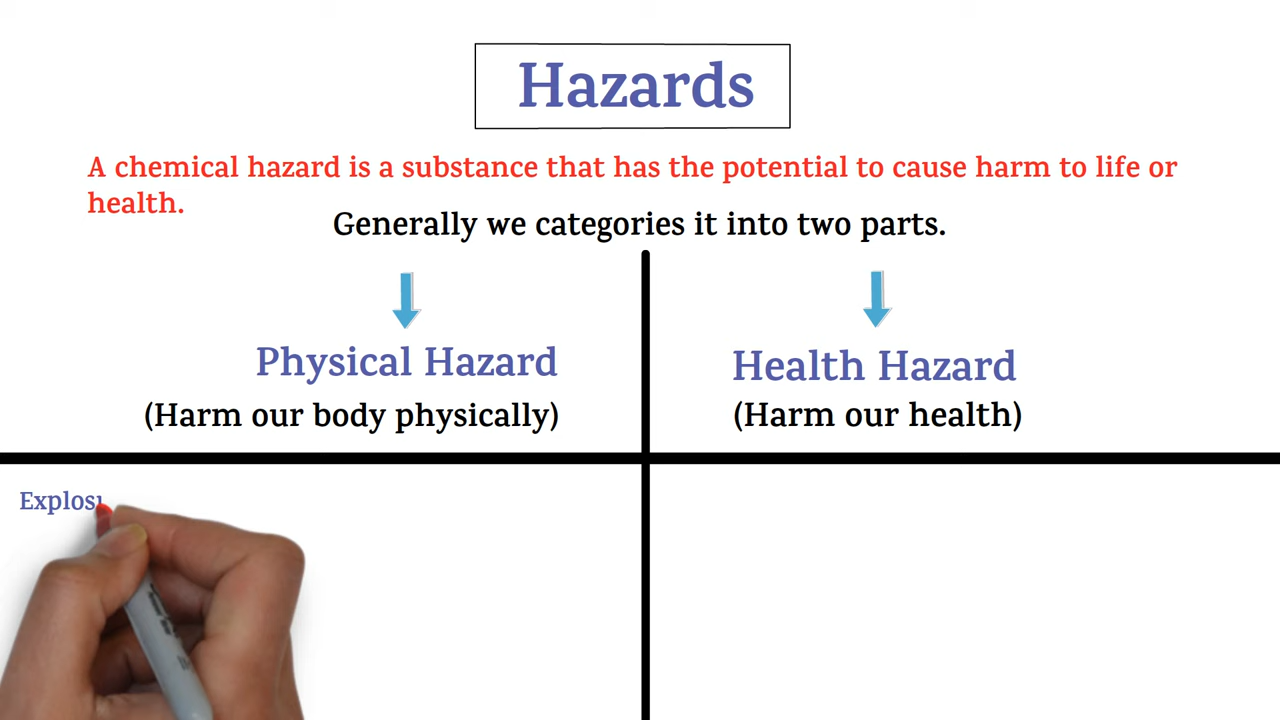 Hazards
A chemical hazard is a substance that has the potential to cause harm to life or
health.
Generally we categories it into two parts.
Physical Hazard
(Harm our body physically)
Health Hazard
(Harm our health)